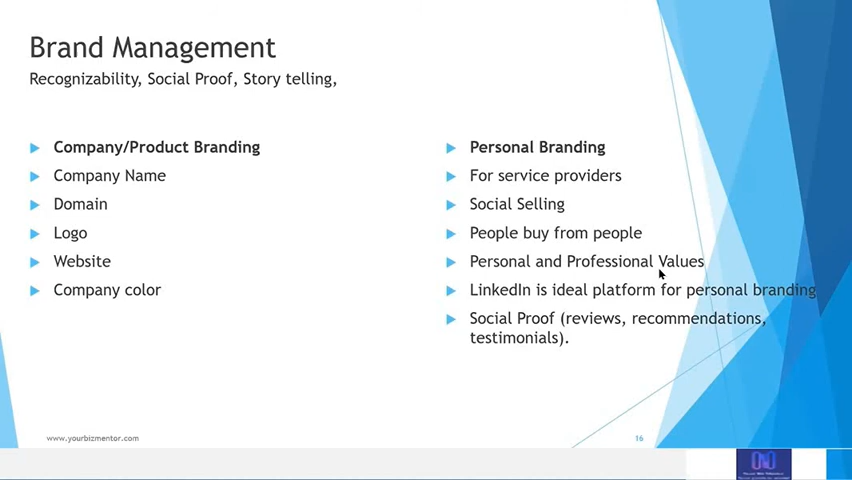 Brand Management
Recognizability, Social Proof, Story telling,
Company/Product Branding
Company Name
Domain
Logo
Website
Company color
Personal Branding
For service providers
Social Selling
People buy from people
Personal and Professional Values
LinkedIn is ideal platform for personal branding
Social Proof (reviews, recommendations,
testimonials).
www.yourbizmentor.com
16